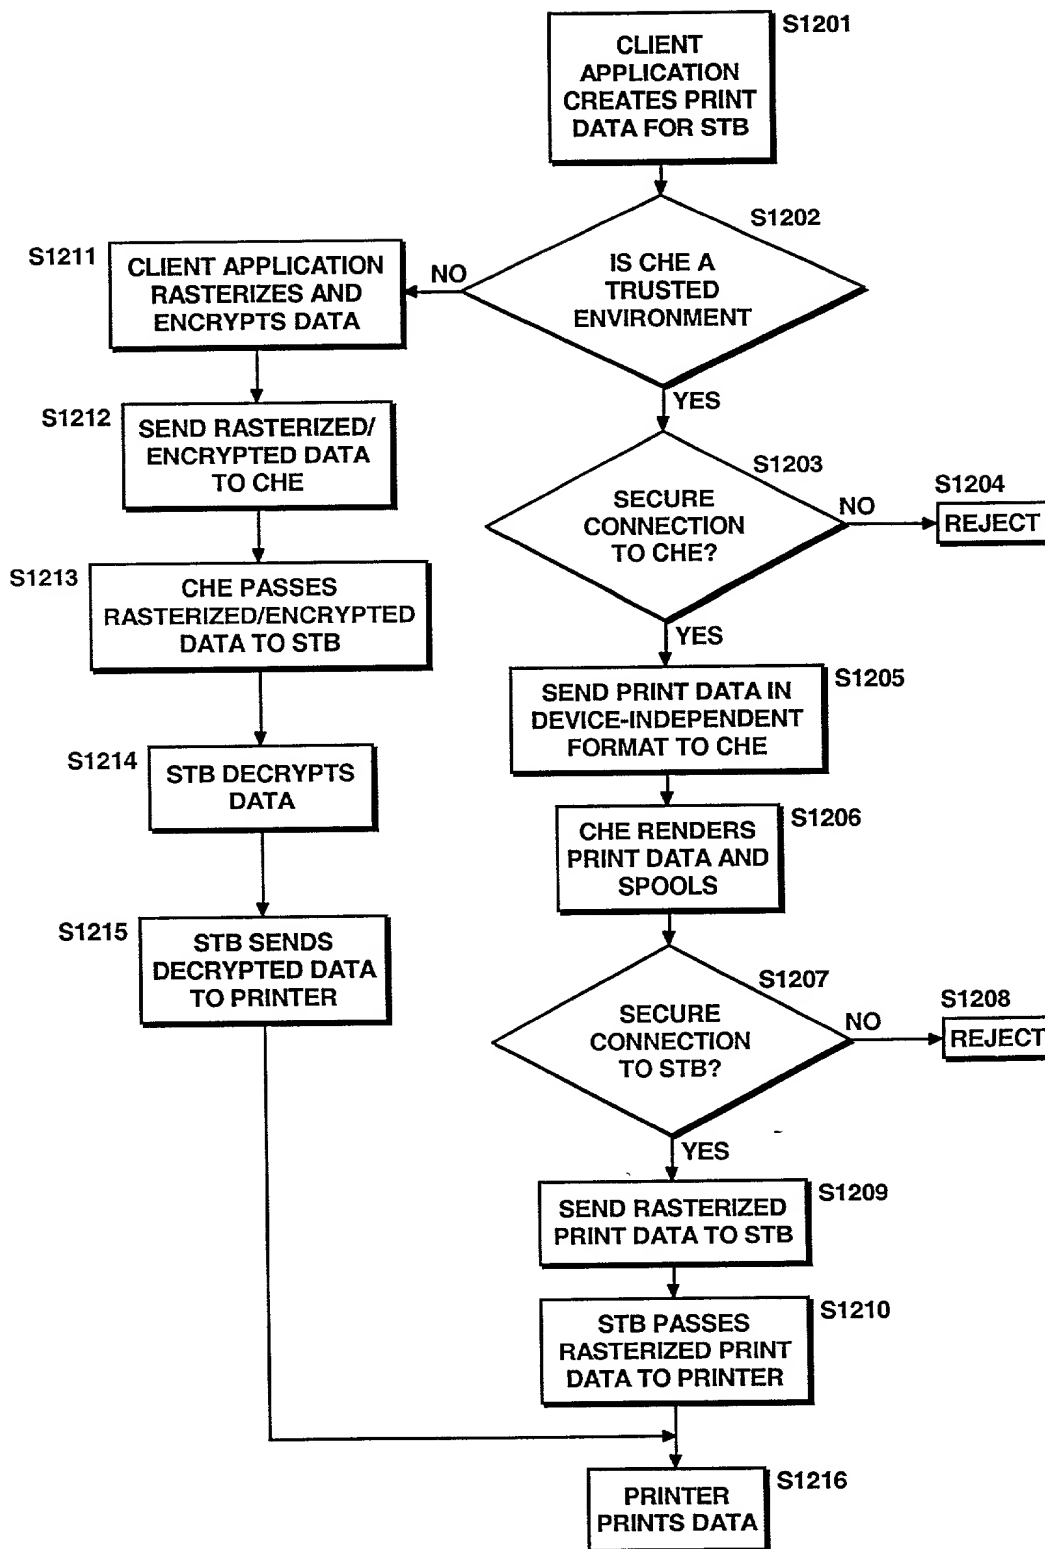 S1201
CLIENT
APPLICATION
CREATES PRINT
DATA FOR STB
S1202
IS CHE A
TRUSTED
ENVIRONMENT
NO
YES
S1211
CLIENT APPLICATION
RASTERIZES AND
ENCRYPTS DATA
S1212
SEND RASTERIZED/
ENCRYPTED DATA
TO CHE
S1213
CHE PASSES
RASTERIZED/ENCRYPTED
DATA TO STB
S1214
STB DECRYPTS
DATA
S1215
STB SENDS
DECRYPTED DATA
TO PRINTER
S1203
SECURE
CONNECTION
TO CHE?
NO
S1204
REJECT
YES
S1205
SEND PRINT DATA IN
DEVICE-INDEPENDENT
FORMAT TO CHE
S1206
CHE RENDERS
PRINT DATA AND
SPOOLS
S1207
SECURE
CONNECTION
TO STB?
NO
S1208
REJECT
YES
S1209
SEND RASTERIZED
PRINT DATA TO STB
S1210
STB PASSES
RASTERIZED PRINT
DATA TO PRINTER
S1216
PRINTER
PRINTS DATA